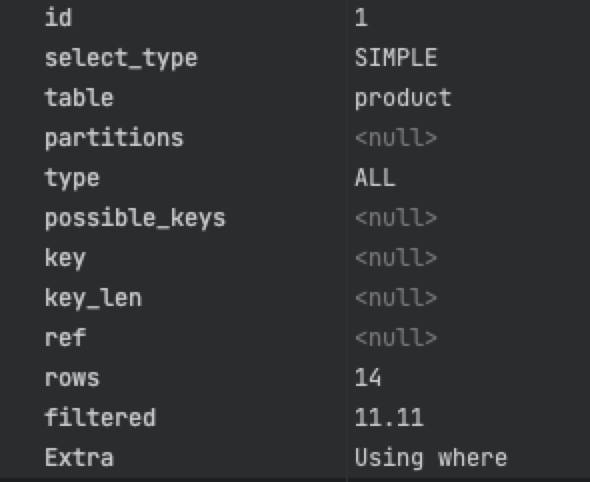 id 1
select_type SIMPLE
table product
partitions <null>
type ALL
possible_keys <null>
key <null>
key_len <null>
ref <null>
rows 14
filtered 11.11
Extra Using where